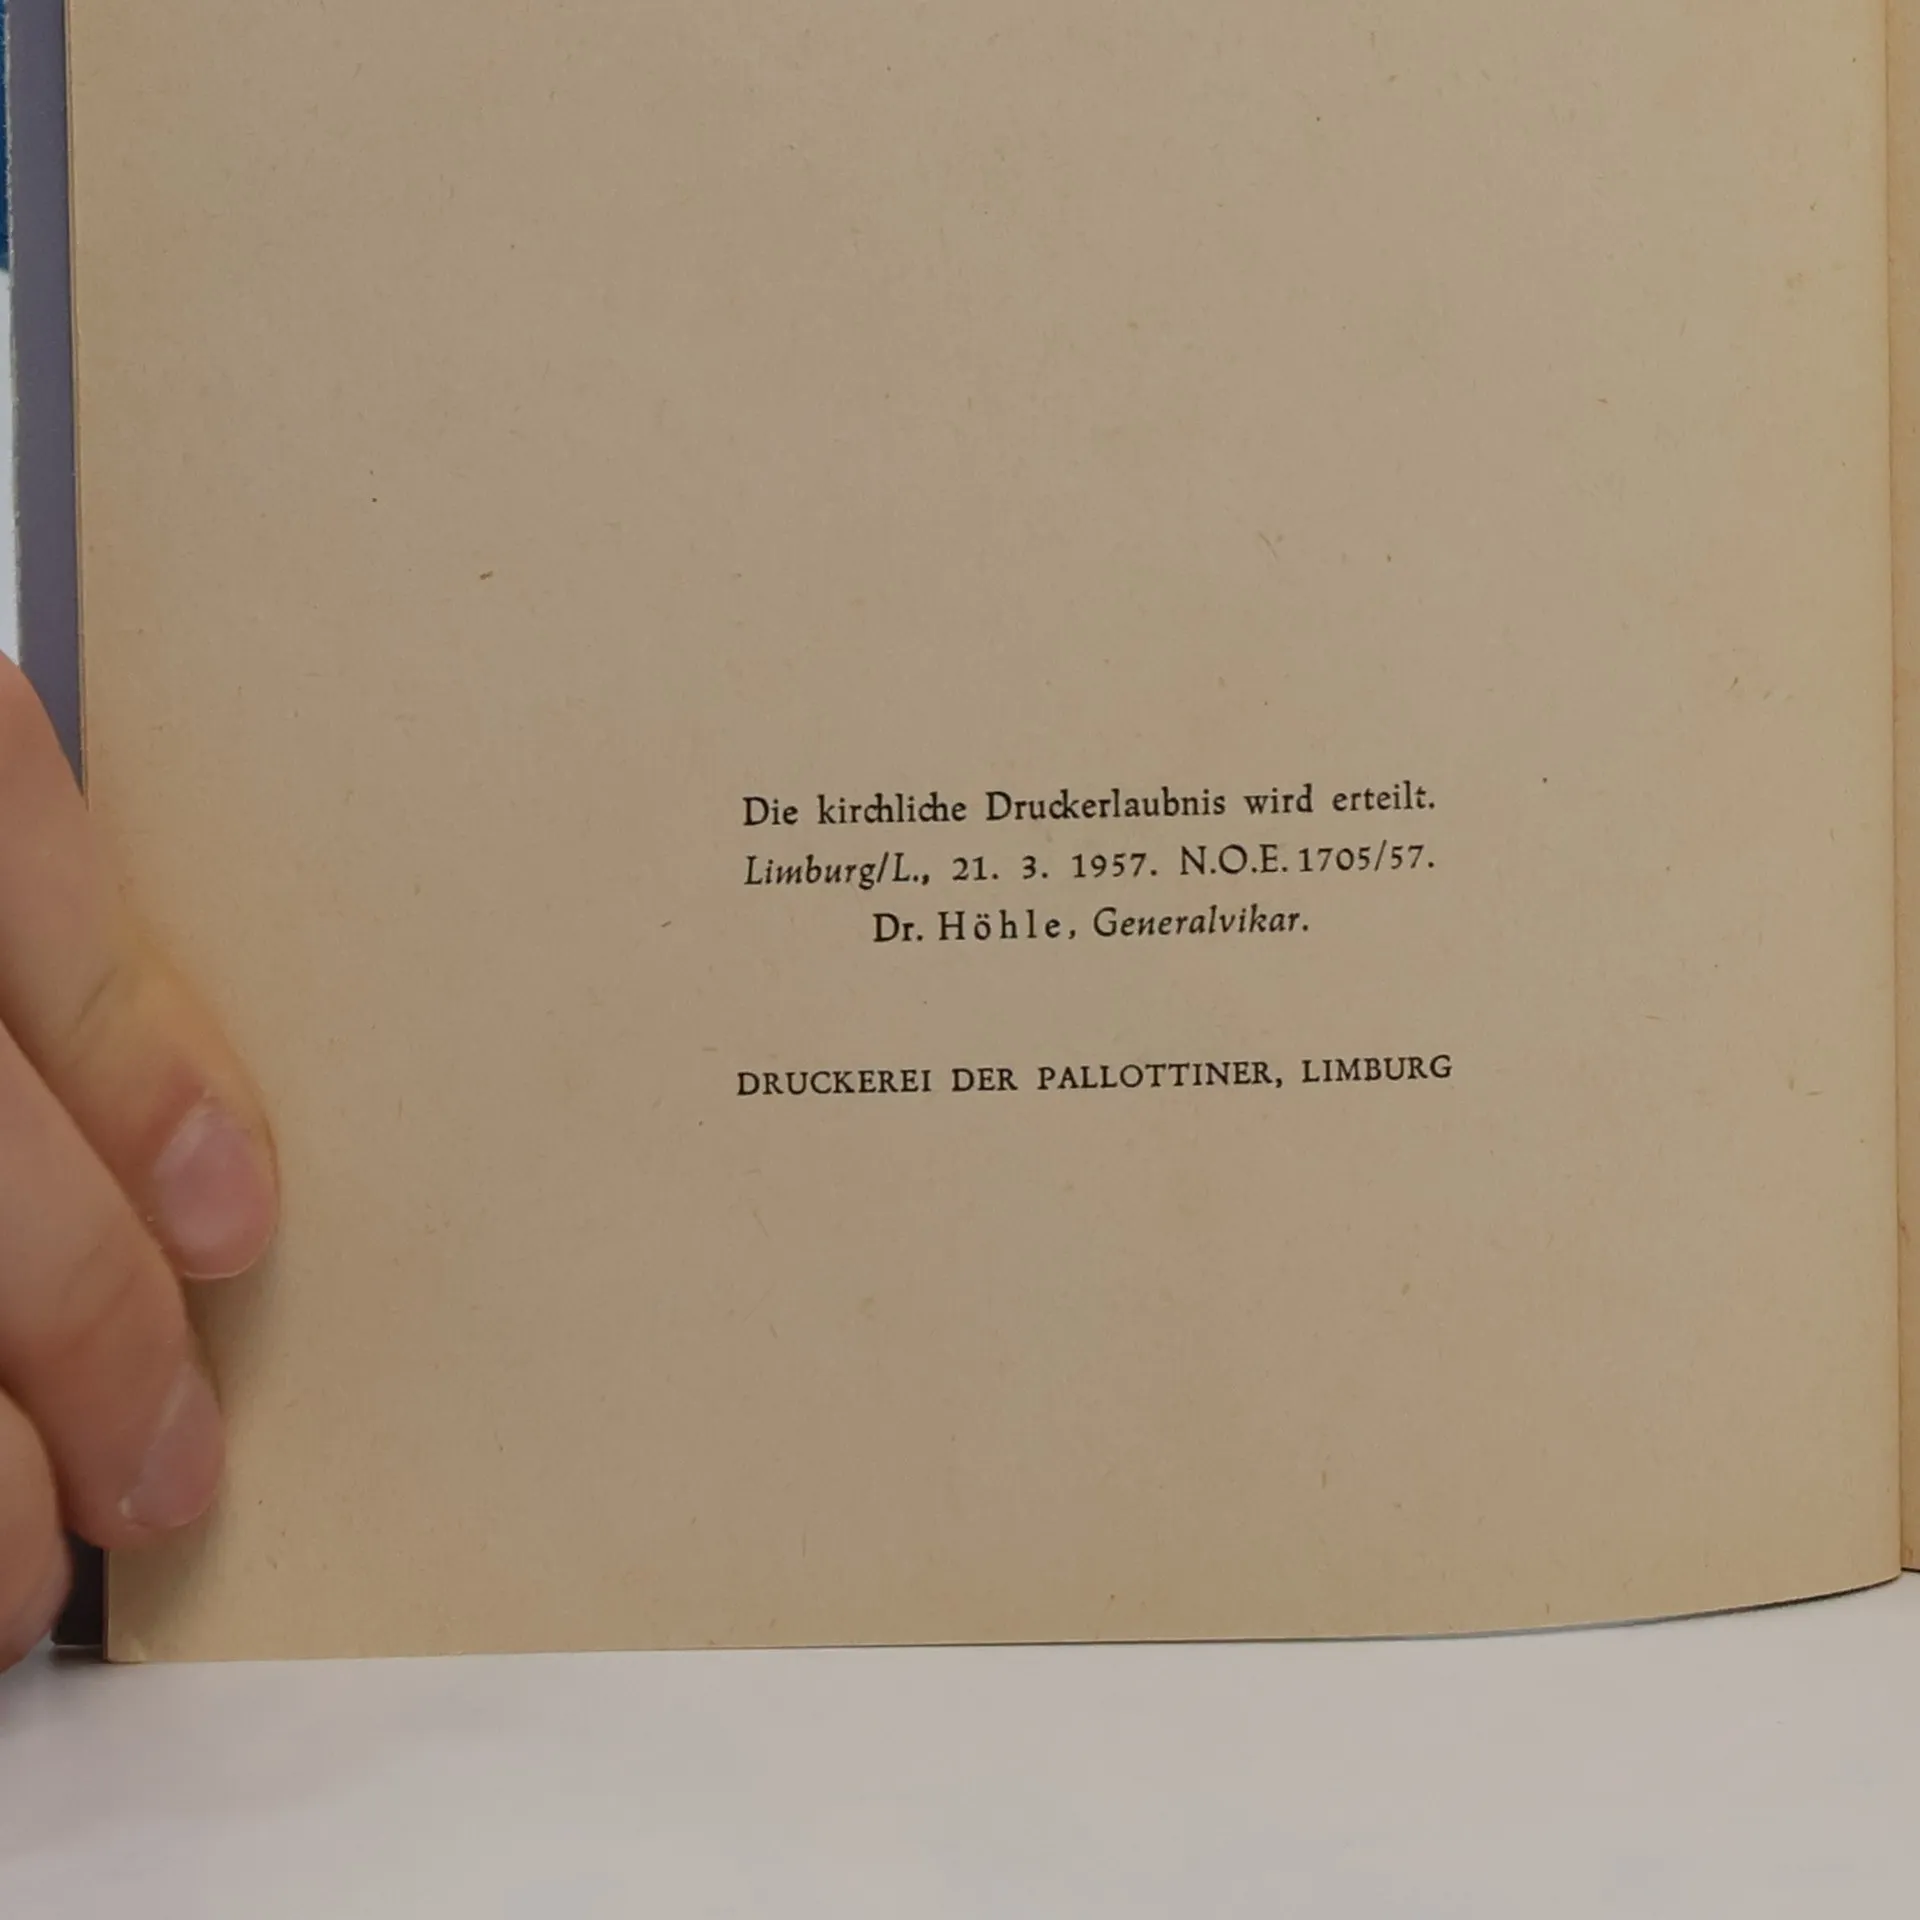 Die kirchliche Druckerlaubnis wird erteilt.
Limburg/L., 21. 3. 1957. N.O.E. 1705/57.
Dr. Höhle, Generalvikar.
DRUCKEREI DER PALLOTTINER, LIMBURG